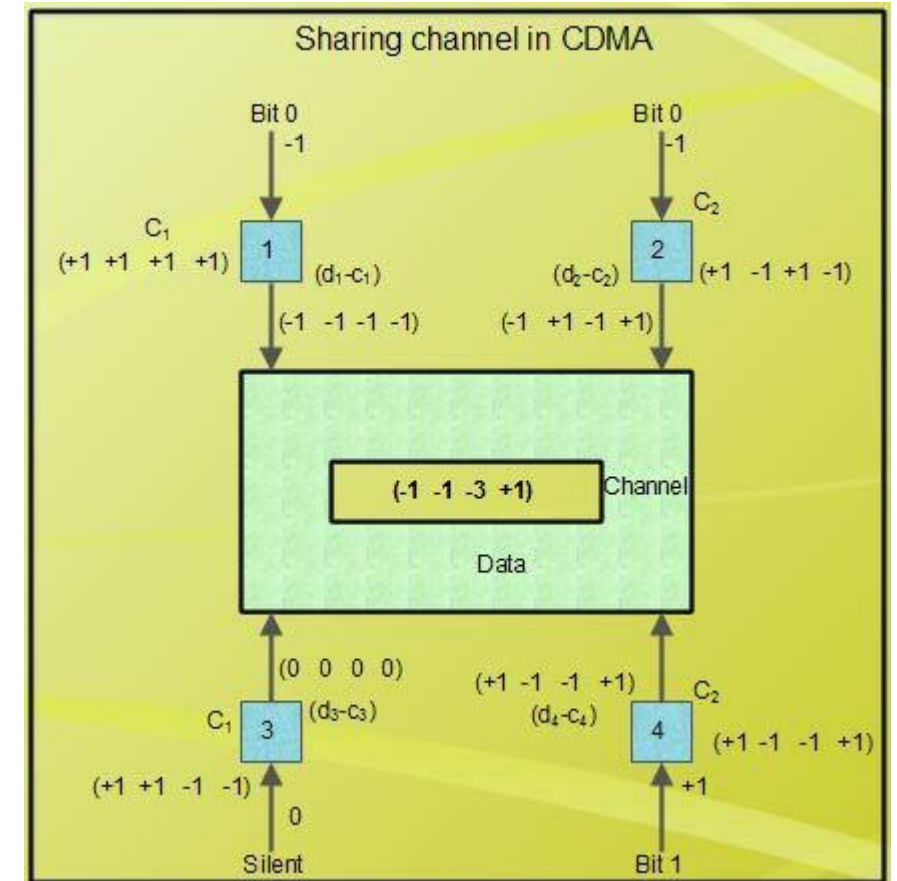 Sharing channel in CDMA
Bit 0
Bit 0
-1
-1
C₁
C₂
(+1 +1 +1 +1)
1
2
(+1 -1 +1 -1)
(d₁-c₁)
(d₂-c₂)
(-1 -1 -1 -1)
(-1 +1 -1 +1)
(-1 -1 -3 +1)
Channel
Data
(0 0 0 0)
(+1 -1 -1 +1)
C₁
3
(d₃-c₃)
(d₄-c₄)
4
C₂
(+1 -1 -1 +1)
(+1 +1 -1 -1)
0
+1
Silent
Bit 1